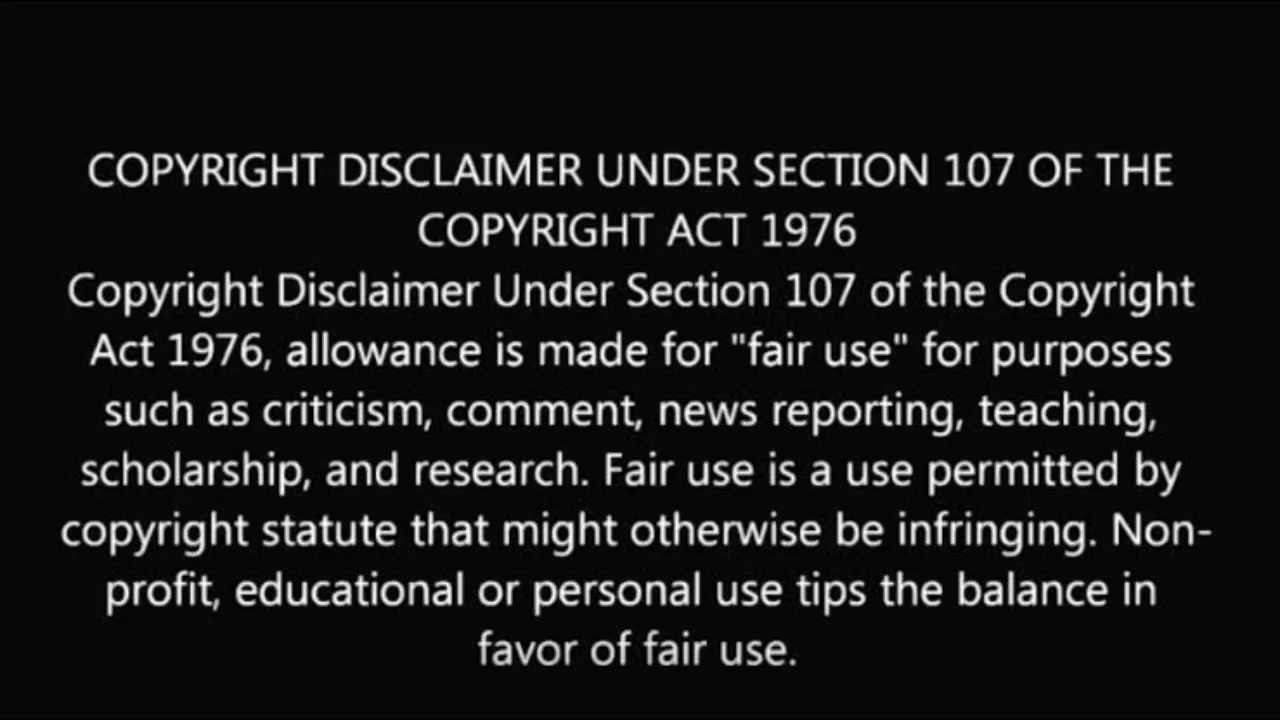 COPYRIGHT DISCLAIMER UNDER SECTION 107 OF THE
COPYRIGHT ACT 1976
Copyright Disclaimer Under Section 107 of the Copyright
Act 1976, allowance is made for "fair use" for purposes
such as criticism, comment, news reporting, teaching,
scholarship, and research. Fair use is a use permitted by
copyright statute that might otherwise be infringing. Non-
profit, educational or personal use tips the balance in
favor of fair use.